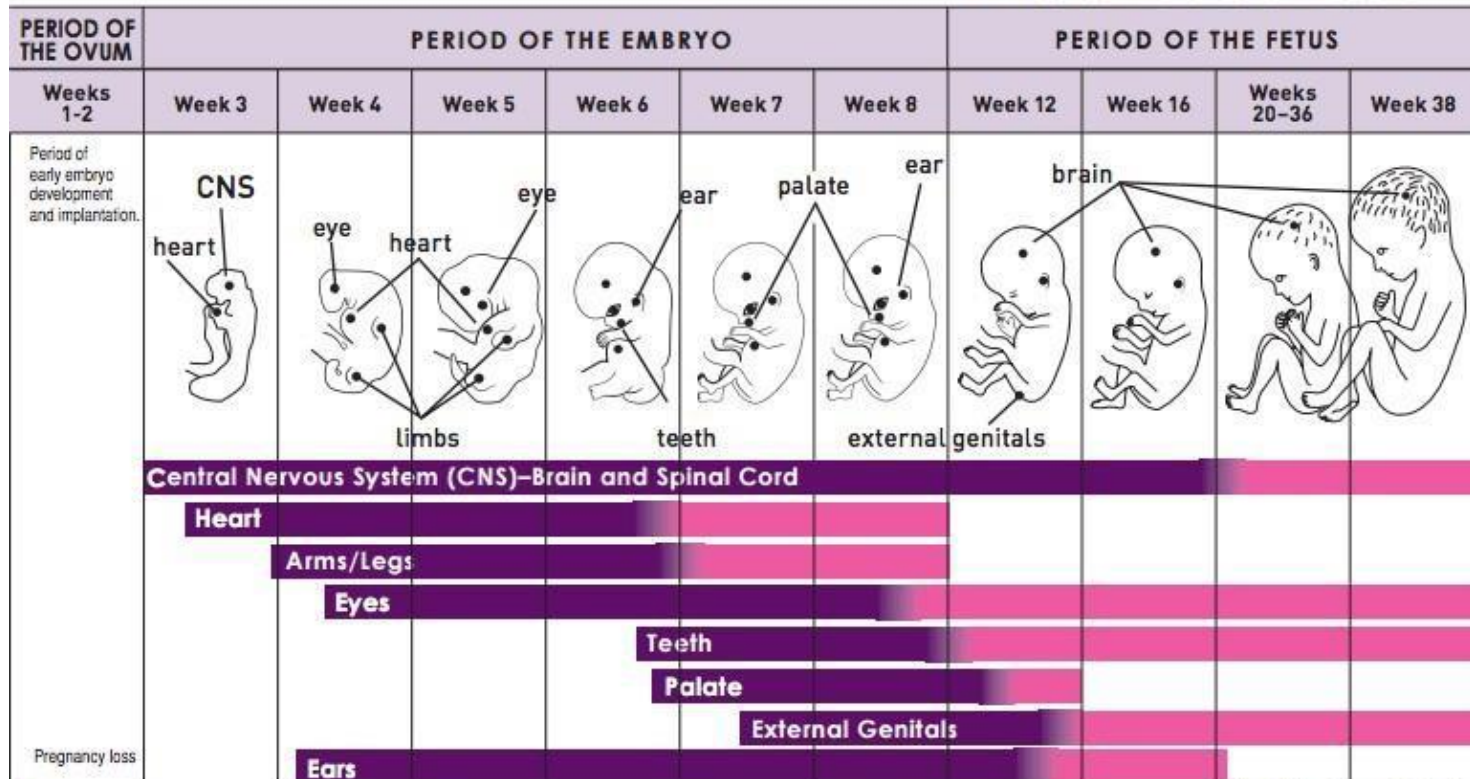 PERIOD OF
THE OVUM
PERIOD OF THE EMBRYO
PERIOD OF THE FETUS
Weeks
1-2
Week 3
Week 4
Week 5
Week 6
Week 7
Week 8
Week 12
Week 16
Weeks
20–36
Week 38
Period of
early embryo
development
and implantation.
CNS
heart
eye
heart
eye
ear
palate
ear
brain
limbs
teeth
external genitals
Central Nervous System (CNS)–Brain and Spinal Cord
Heart
Arms/Legs
Eyes
Teeth
Palate
External Genitals
Pregnancy loss
Ears